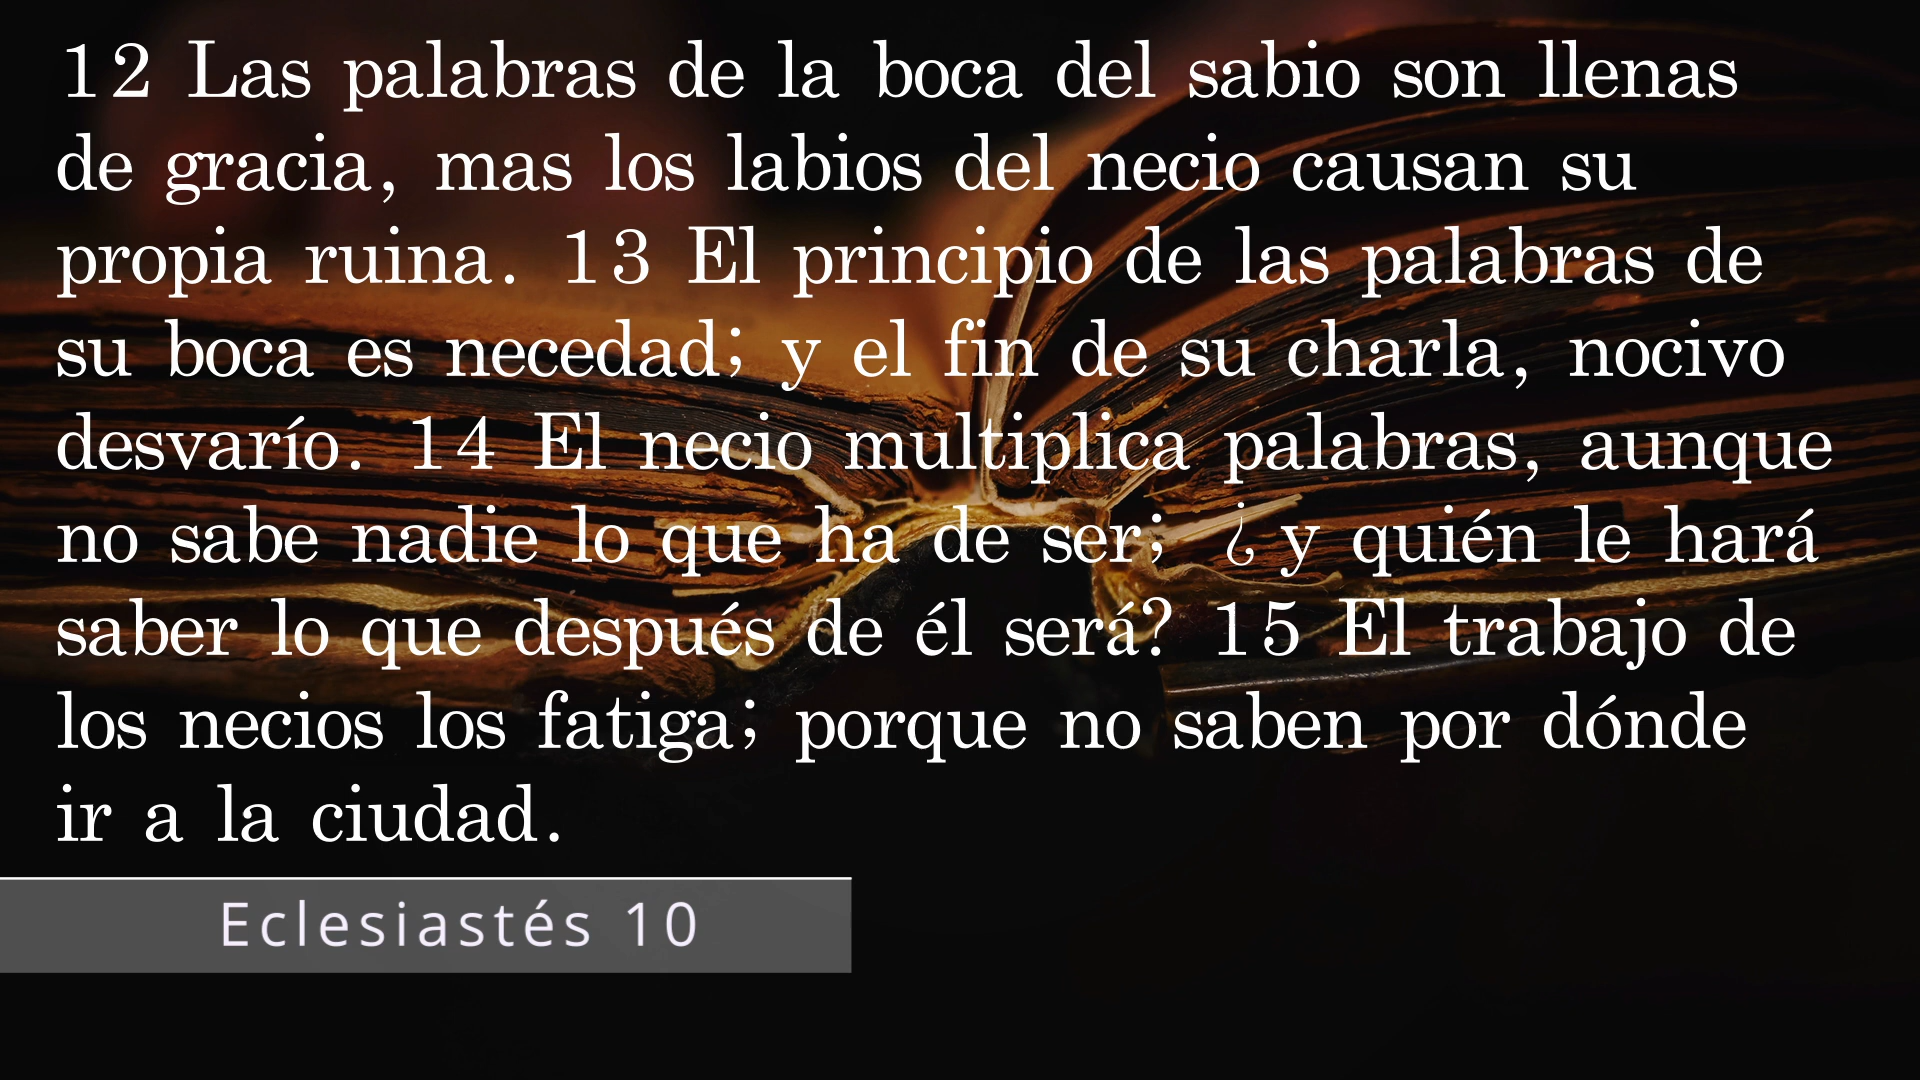 12 Las palabras de la boca del sabio son llenas
de gracia, mas los labios del necio causan su
propia ruina. 13 El principio de las palabras de
su boca es necedad; y el fin de su charla, nocivo
desvarío. 14 El necio multiplica palabras, aunque
no sabe nadie lo que ha de ser; ¿ y quién le hará
saber lo que después de él será? 15 El trabajo de
los necios los fatiga; porque no saben por dónde
ir a la ciudad.
Eclesiastés 10